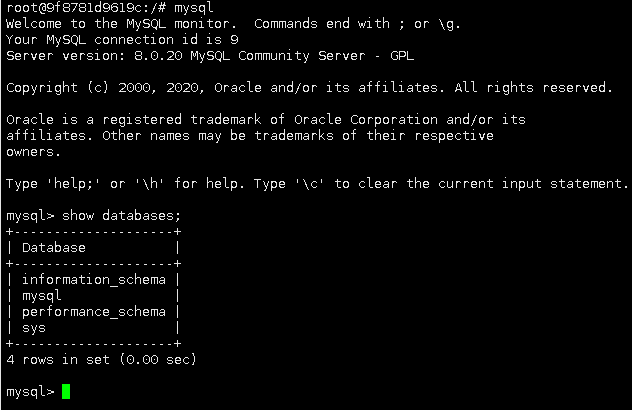 root@9f8781d9619c:/# mysql
Welcome to the MySQL monitor.  Commands end with ; or \g.
Your MySQL connection id is 9
Server version: 8.0.20 MySQL Community Server - GPL

Copyright (c) 2000, 2020, Oracle and/or its affiliates. All rights reserved.

Oracle is a registered trademark of Oracle Corporation and/or its
affiliates. Other names may be trademarks of their respective
owners.

Type 'help;' or '\h' for help. Type '\c' to clear the current input statement.

mysql> show databases;
+--------------------+
| Database           |
+--------------------+
| information_schema |
| mysql              |
| performance_schema |
| sys                |
+--------------------+
4 rows in set (0.00 sec)

mysql>